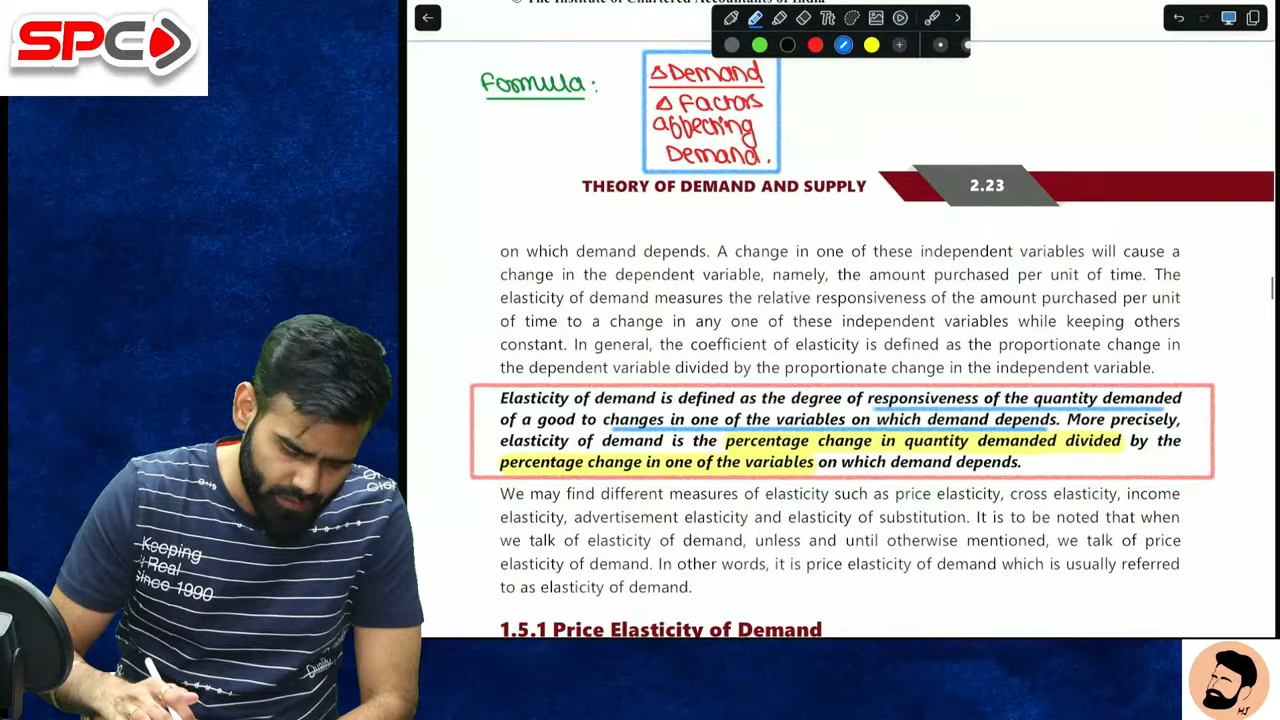 SPC
© The Institute of Chartered Accountants of India
Formula:
Δ Demand
Δ Factors
affecting
Demand.
THEORY OF DEMAND AND SUPPLY
2.23
on which demand depends. A change in one of these independent variables will cause a
change in the dependent variable, namely, the amount purchased per unit of time. The
elasticity of demand measures the relative responsiveness of the amount purchased per unit
of time to a change in any one of these independent variables while keeping others
constant. In general, the coefficient of elasticity is defined as the proportionate change in
the dependent variable divided by the proportionate change in the independent variable.
Elasticity of demand is defined as the degree of responsiveness of the quantity demanded
of a good to changes in one of the variables on which demand depends. More precisely,
elasticity of demand is the percentage change in quantity demanded divided by the
percentage change in one of the variables on which demand depends.
We may find different measures of elasticity such as price elasticity, cross elasticity, income
elasticity, advertisement elasticity and elasticity of substitution. It is to be noted that when
we talk of elasticity of demand, unless and until otherwise mentioned, we talk of price
elasticity of demand. In other words, it is price elasticity of demand which is usually referred
to as elasticity of demand.
1.5.1 Price Elasticity of Demand
Keeping
Real
Since 1990
HJ